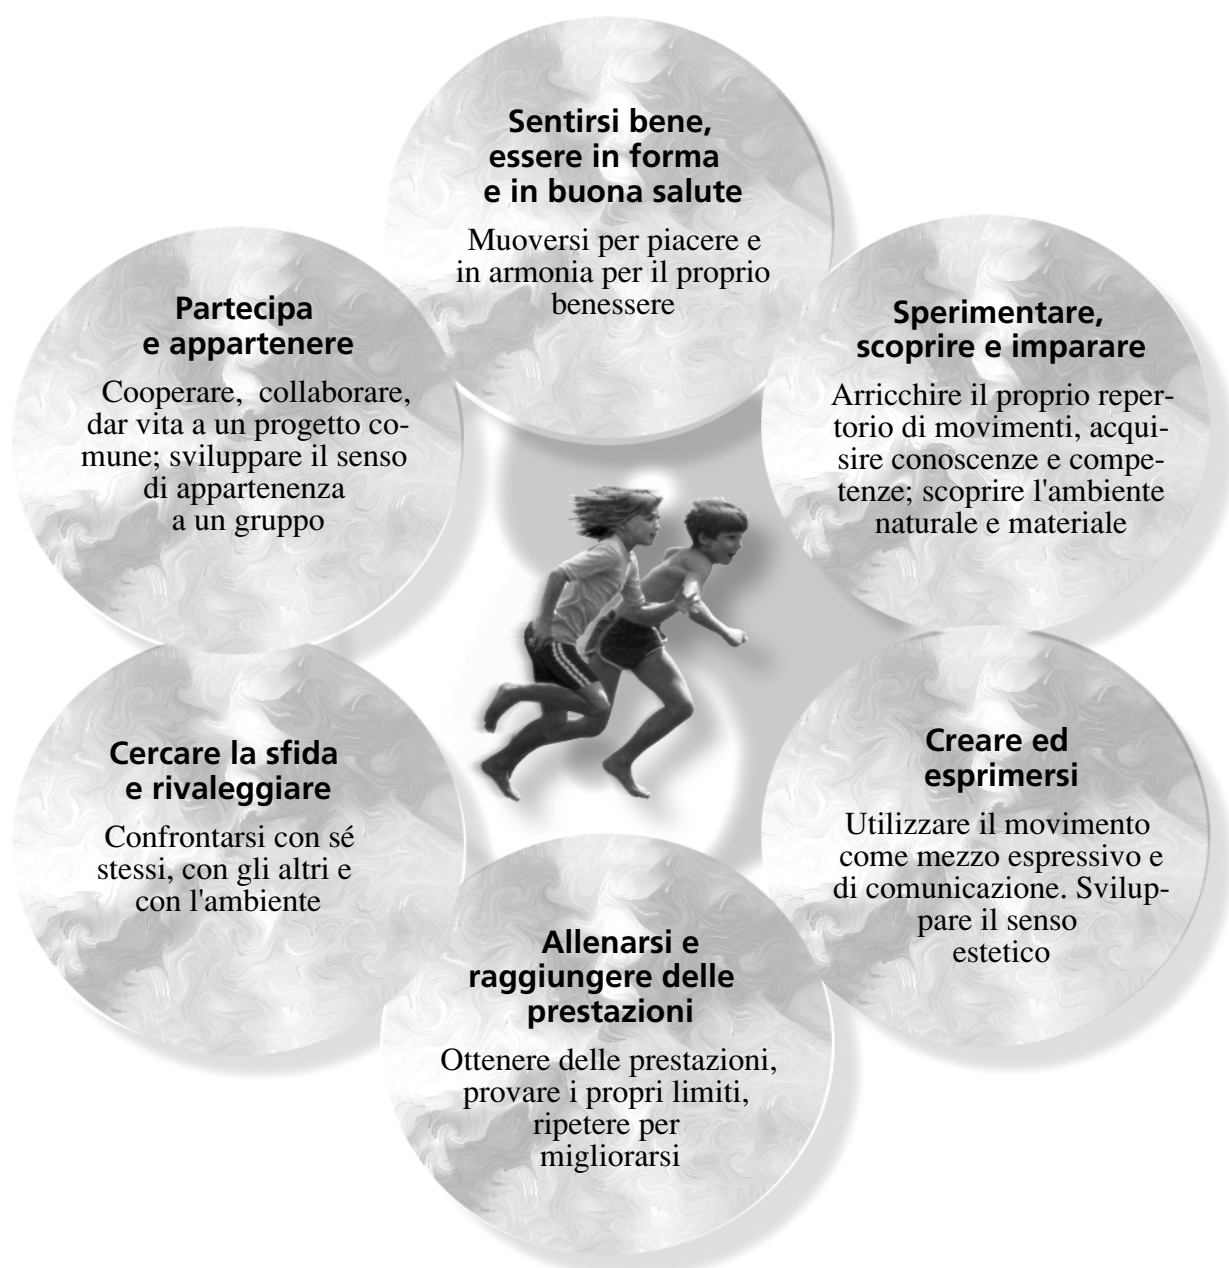 Sentirsi bene,
essere in forma
e in buona salute
Muoversi per piacere e
in armonia per il proprio
benessere
Partecipa
e appartenere
Cooperare, collaborare,
dar vita a un progetto co-
mune; sviluppare il senso
di appartenenza
a un gruppo
Sperimentare,
scoprire e imparare
Arricchire il proprio reper-
torio di movimenti, acqui-
sire conoscenze e compe-
tenze; scoprire l'ambiente
naturale e materiale
Cercare la sfida
e rivaleggiare
Confrontarsi con sé
stessi, con gli altri e
con l'ambiente
Creare ed
esprimersi
Utilizzare il movimento
come mezzo espressivo e
di comunicazione. Svilup-
pare il senso
estetico
Allenarsi e
raggiungere delle
prestazioni
Ottenere delle prestazioni,
provare i propri limiti,
ripetere per
migliorarsi